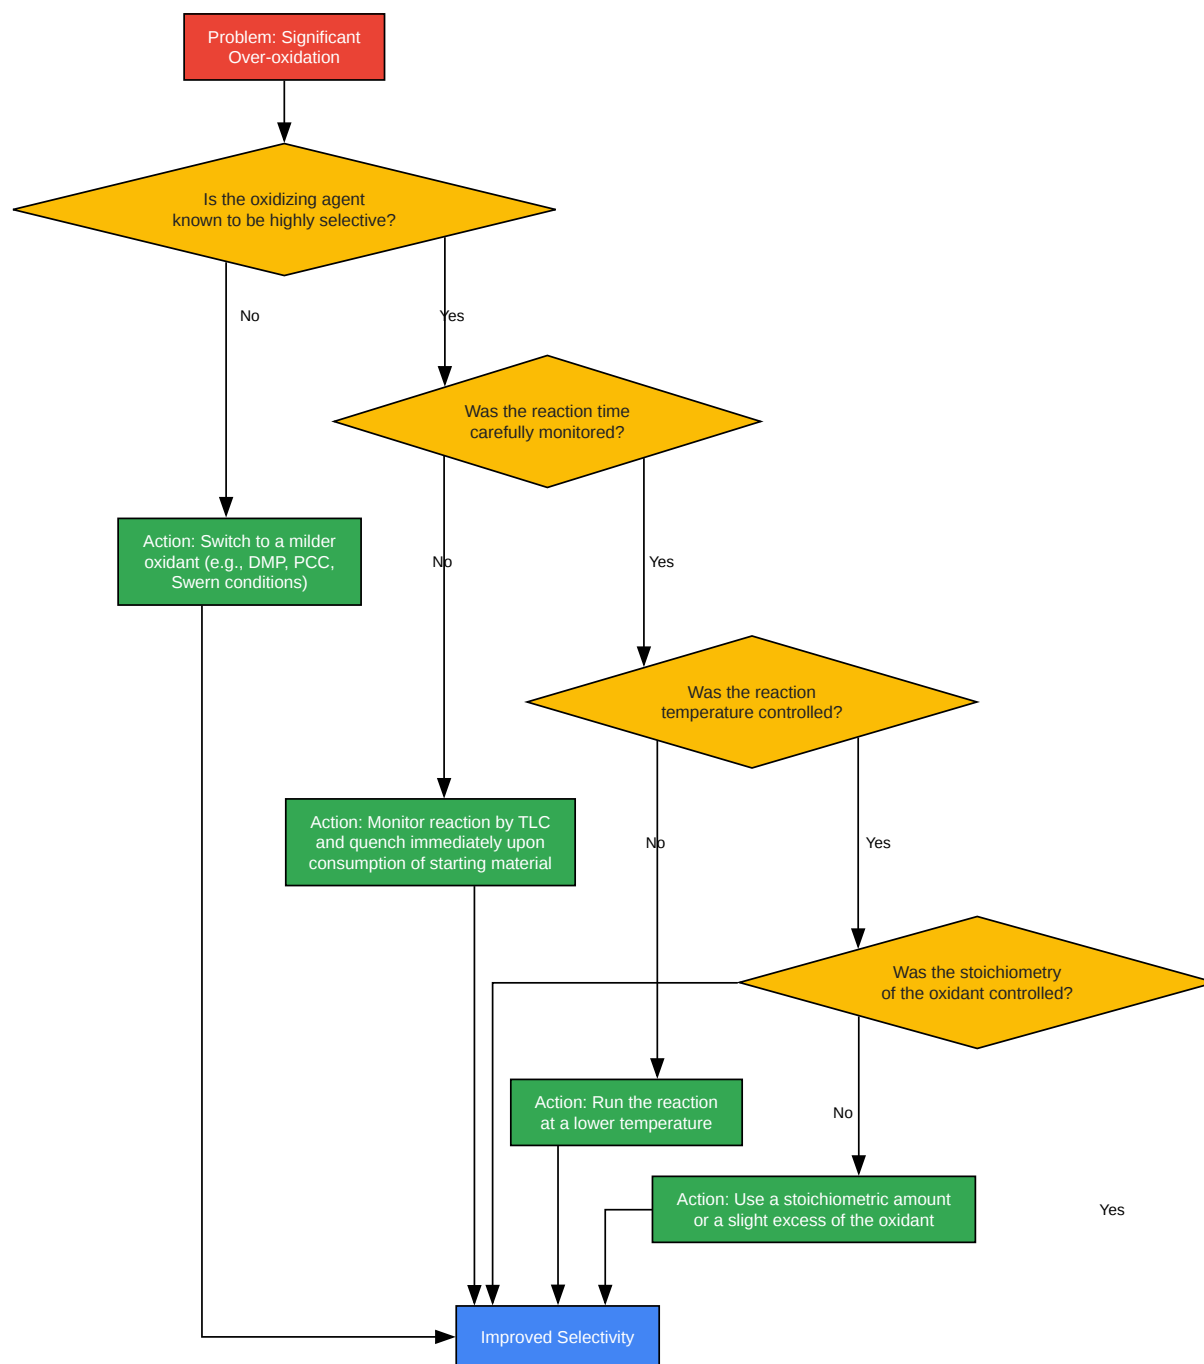 Problem: Significant
Over-oxidation
Is the oxidizing agent
known to be highly selective?
No
Yes
Was the reaction time
carefully monitored?
Action: Switch to a milder
oxidant (e.g., DMP, PCC,
Swern conditions)
No
Yes
Was the reaction
temperature controlled?
Action: Monitor reaction by TLC
and quench immediately upon
consumption of starting material
No
Yes
Was the stoichiometry
of the oxidant controlled?
Action: Run the reaction
at a lower temperature
No
Action: Use a stoichiometric amount
or a slight excess of the oxidant
Yes
Improved Selectivity